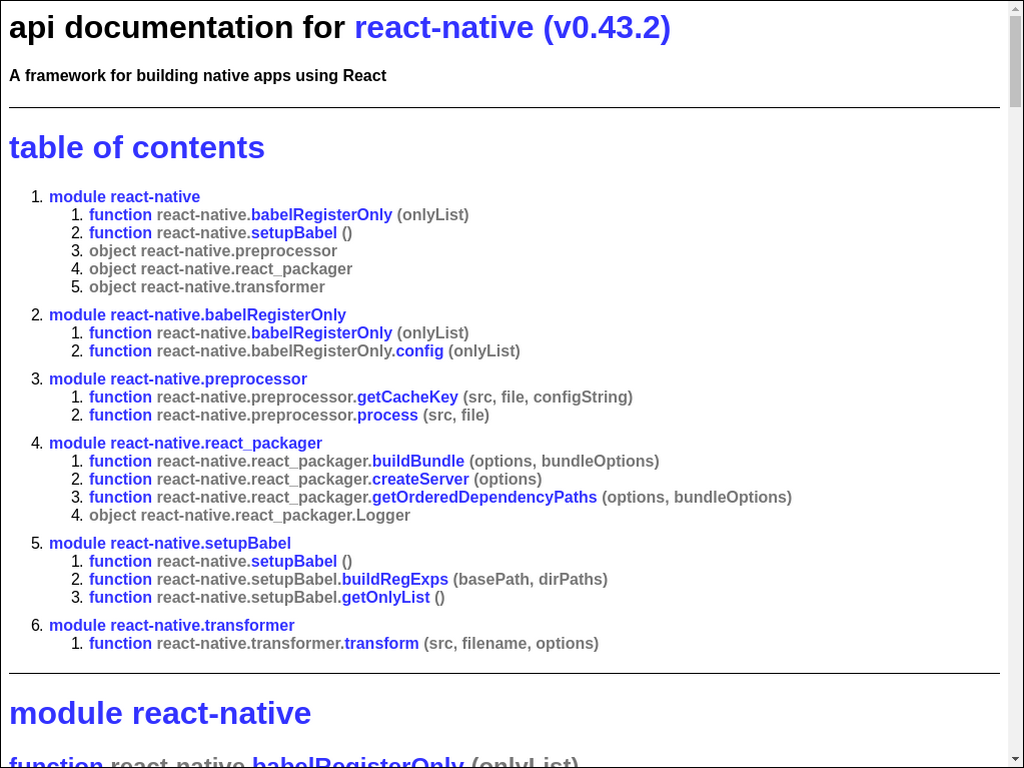 api documentation for react-native (v0.43.2)
A framework for building native apps using React
table of contents
1. module react-native
1. function react-native.babelRegisterOnly (onlyList)
2. function react-native.setupBabel ()
3. object react-native.preprocessor
4. object react-native.react_packager
5. object react-native.transformer
2. module react-native.babelRegisterOnly
1. function react-native.babelRegisterOnly (onlyList)
2. function react-native.babelRegisterOnly.config (onlyList)
3. module react-native.preprocessor
1. function react-native.preprocessor.getCacheKey (src, file, configString)
2. function react-native.preprocessor.process (src, file)
4. module react-native.react_packager
1. function react-native.react_packager.buildBundle (options, bundleOptions)
2. function react-native.react_packager.createServer (options)
3. function react-native.react_packager.getOrderedDependencyPaths (options, bundleOptions)
4. object react-native.react_packager.Logger
5. module react-native.setupBabel
1. function react-native.setupBabel ()
2. function react-native.setupBabel.buildRegExps (basePath, dirPaths)
3. function react-native.setupBabel.getOnlyList ()
6. module react-native.transformer
1. function react-native.transformer.transform (src, filename, options)
module react-native
function react-native.babelRegisterOnly (onlyList)